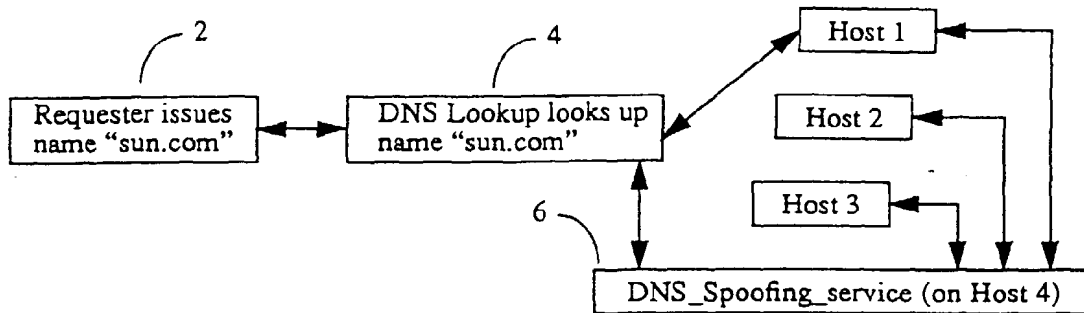 2
4
Host 1
Requester issues
name “sun.com”
DNS Lookup looks up
name “sun.com”
Host 2
Host 3
6
DNS_Spoofing_service (on Host 4)